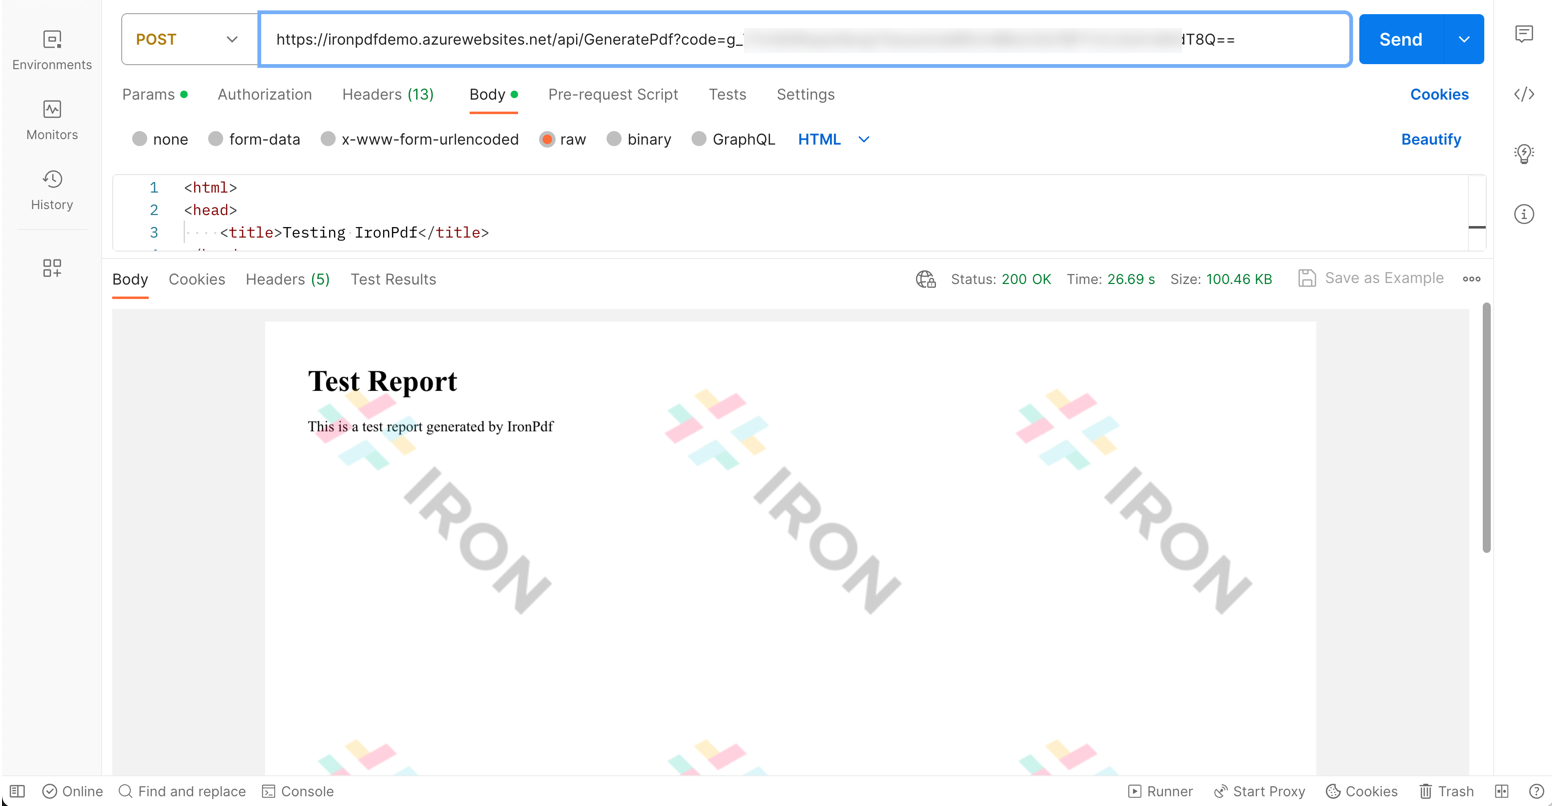 POST
https://ironpdfdemo.azurewebsites.net/api/GeneratePdf?code=g_ dT8Q==
Send
Environments
Monitors
History
Params
Authorization
Headers (13)
Body
Pre-request Script
Tests
Settings
Cookies
none
form-data
x-www-form-urlencoded
raw
binary
GraphQL
HTML
Beautify
1 <html>
2 <head>
3 <title>Testing IronPdf</title>
Body
Cookies
Headers (5)
Test Results
Status: 200 OK
Time: 26.69 s
Size: 100.46 KB
Save as Example
Test Report
This is a test report generated by IronPdf
IRON
IRON
IRON
Online
Find and replace
Console
Runner
Start Proxy
Cookies
Trash